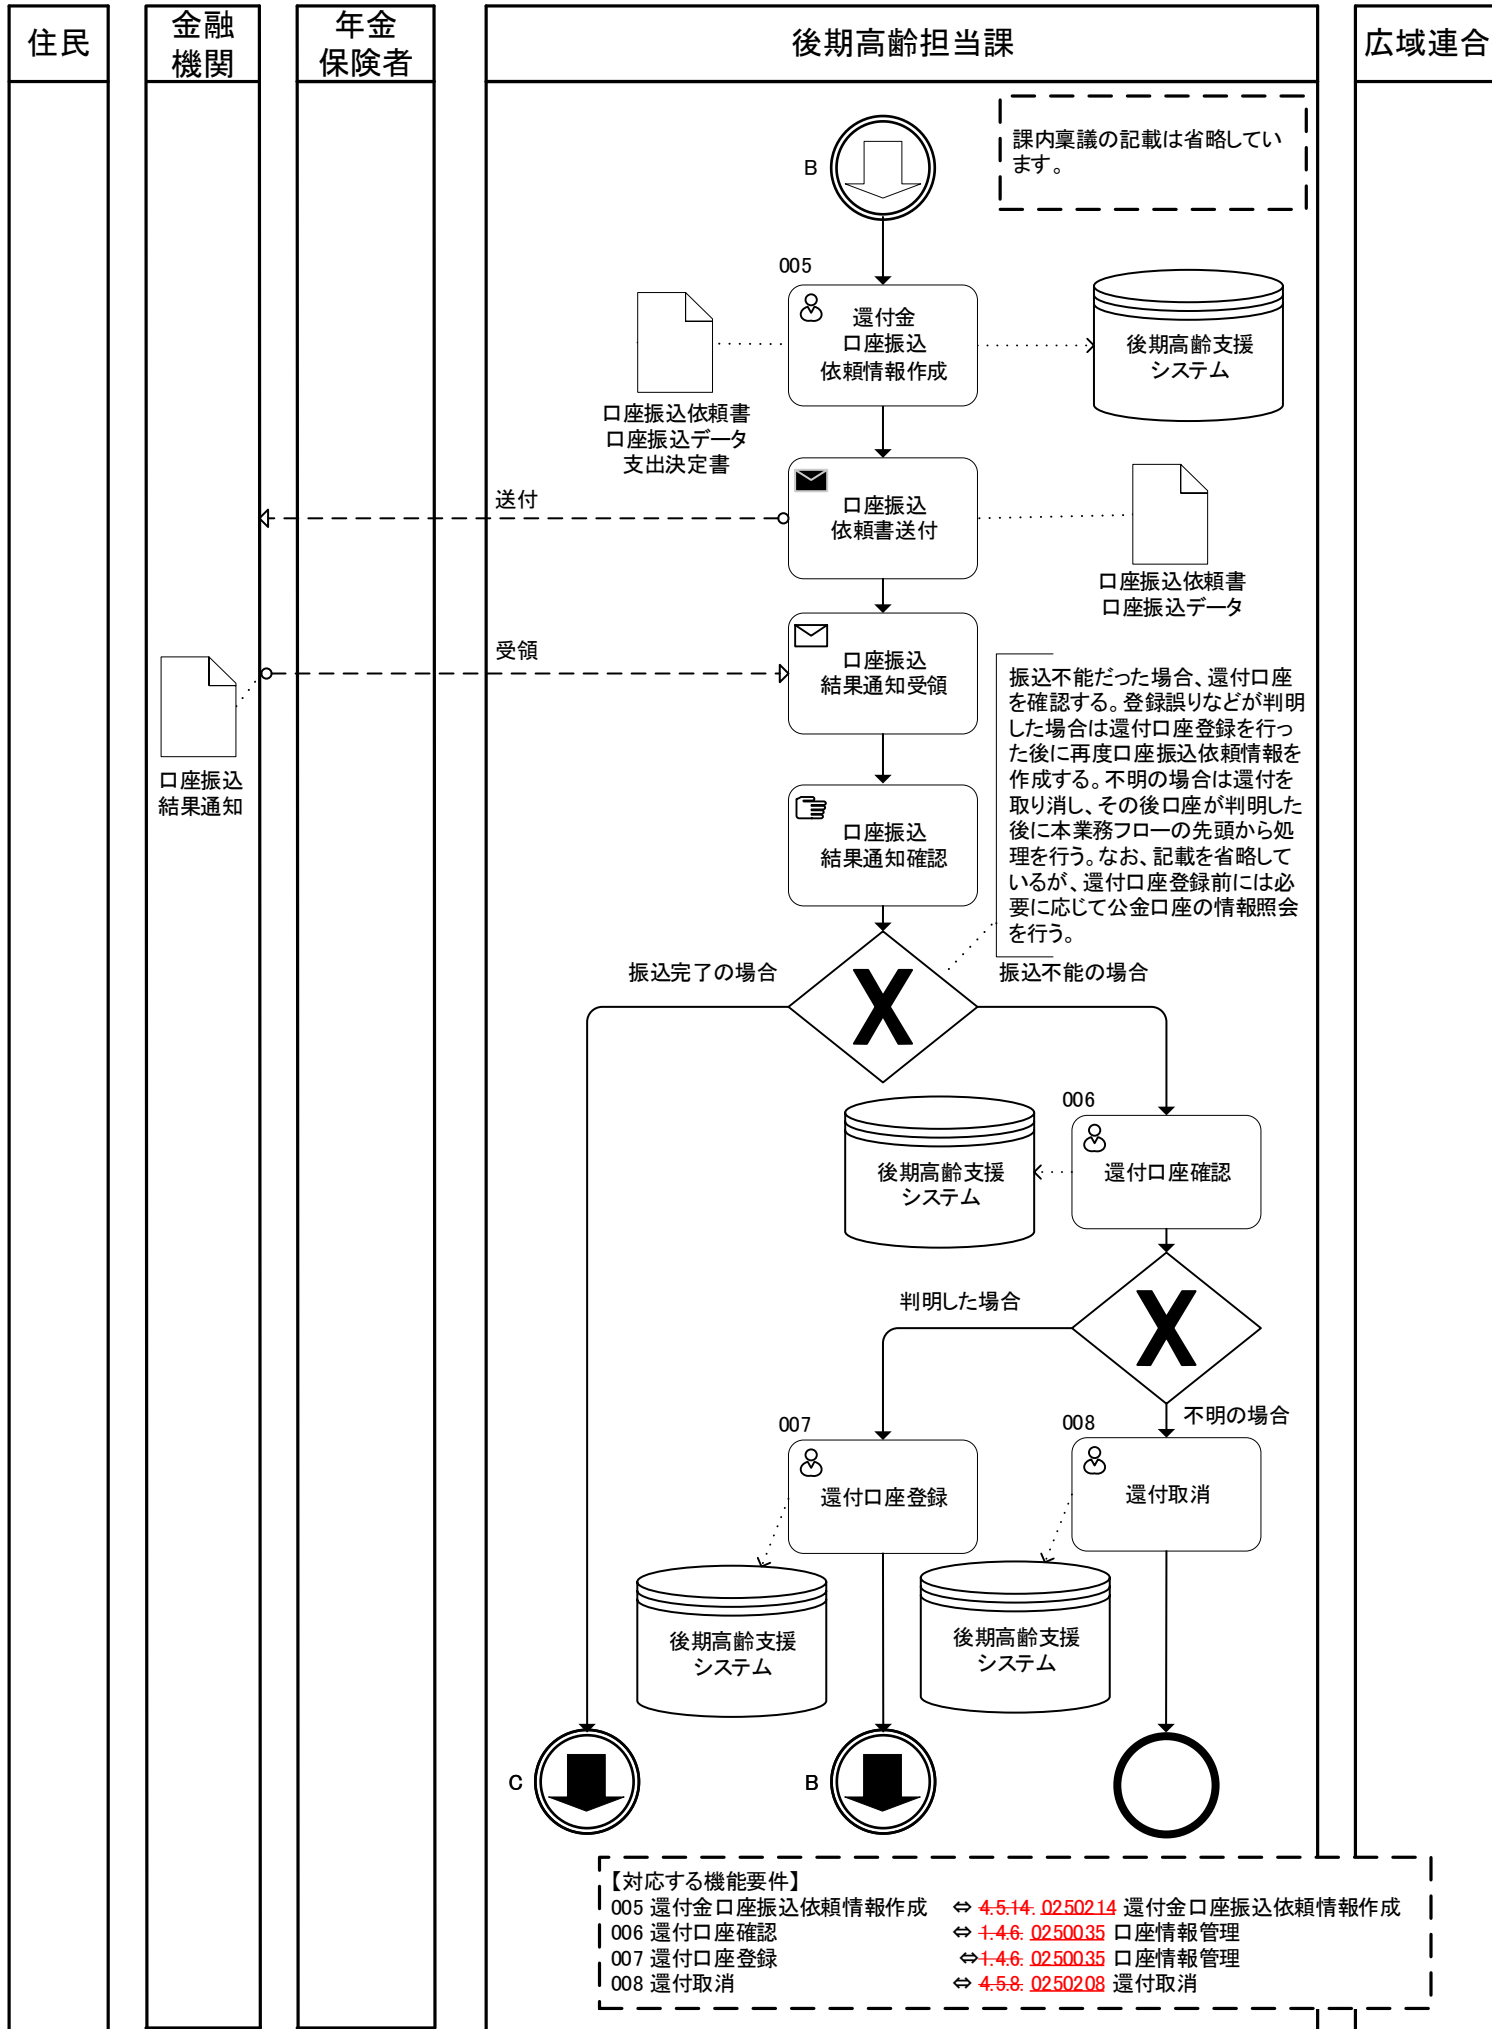 住民
金融
機関
年金
保険者
後期高齢担当課
広域連合
課内稟議の記載は省略してい
ます。
B
005
還付金
口座振込
依頼情報作成
後期高齢支援
システム
口座振込依頼書
口座振込データ
支出決定書
送付
口座振込
依頼書送付
口座振込依頼書
口座振込データ
受領
口座振込
結果通知受領
口座振込
結果通知
振込不能だった場合、還付口座
を確認する。登録誤りなどが判明
した場合は還付口座登録を行っ
た後に再度口座振込依頼情報を
作成する。不明の場合は還付を
取り消し、その後口座が判明した
後に本業務フローの先頭から処
理を行う。なお、記載を省略して
いるが、還付口座登録前には必
要に応じて公金口座の情報照会
を行う。
口座振込
結果通知確認
振込完了の場合
振込不能の場合
006
還付口座確認
後期高齢支援
システム
判明した場合
不明の場合
007
還付口座登録
008
還付取消
後期高齢支援
システム
後期高齢支援
システム
C
B
【対応する機能要件】
005 還付金口座振込依頼情報作成 ⇔ 4.5.14. 0250214 還付金口座振込依頼情報作成
006 還付口座確認 ⇔ 1.4.6. 0250035 口座情報管理
007 還付口座登録 ⇔1.4.6. 0250035 口座情報管理
008 還付取消 ⇔ 4.5.8. 0250208 還付取消